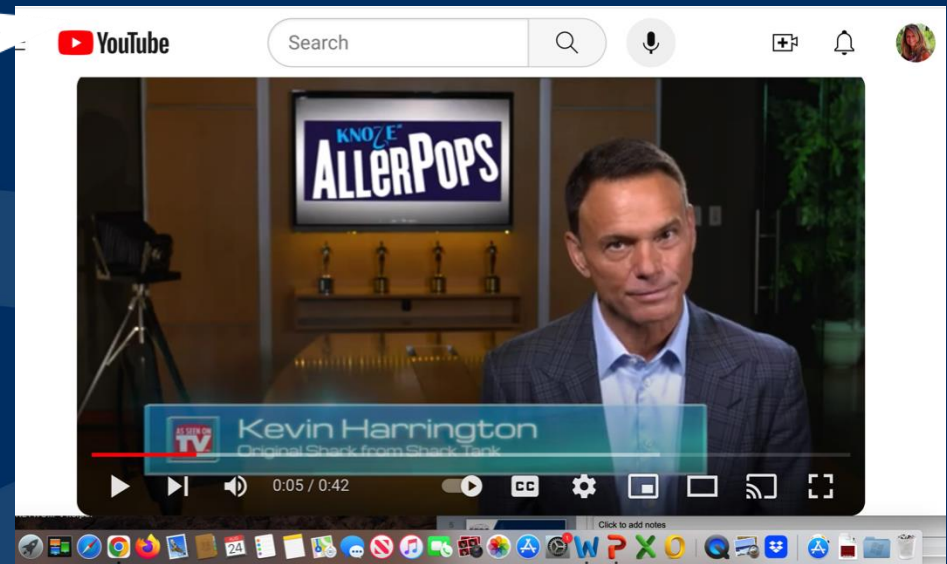 YouTube
Search
KNOZE
ALLERPOPS
AS SEEN ON
TV
Kevin Harrington
Original Shark from Shark Tank
0:05 / 0:42
CC
Click to add notes
24